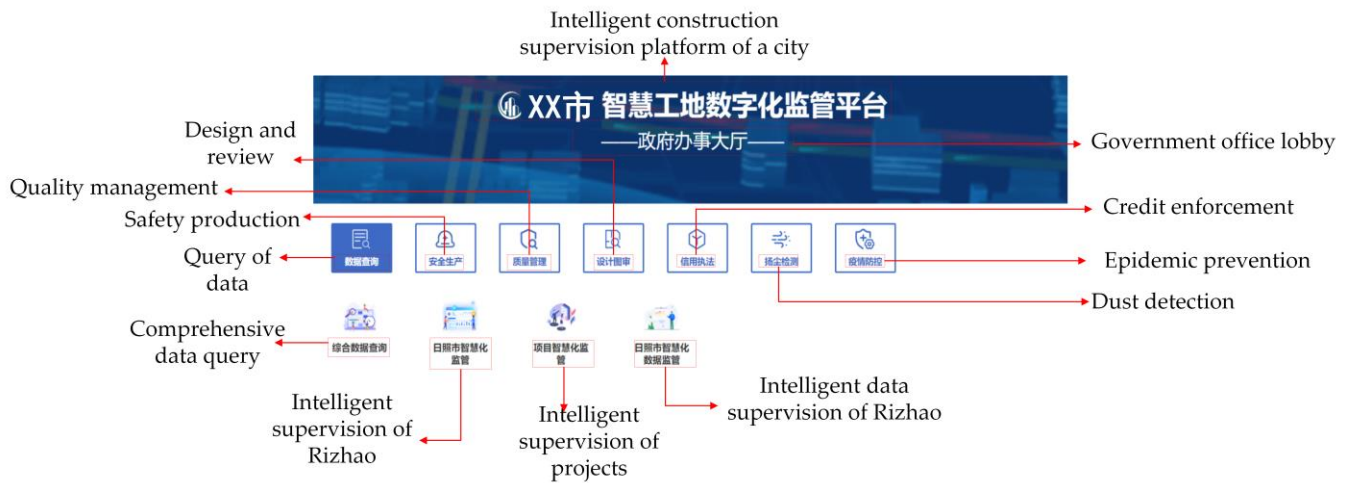 Intelligent construction
supervision platform of a city
XX市 智慧工地数字化监管平台
——政府办事大厅——
Design and
review
Government office lobby
Quality management
Credit enforcement
Safety production
Query of
data
数据查询
安全生产
质量管理
设计图审
信用执法
扬尘检测
疫情防控
Epidemic prevention
Dust detection
Comprehensive
data query
综合数据查询
日照市智慧化
监管
项目智慧化监
管
日照市智慧化
数据监管
Intelligent
supervision of
Rizhao
Intelligent
supervision of
projects
Intelligent data
supervision of Rizhao